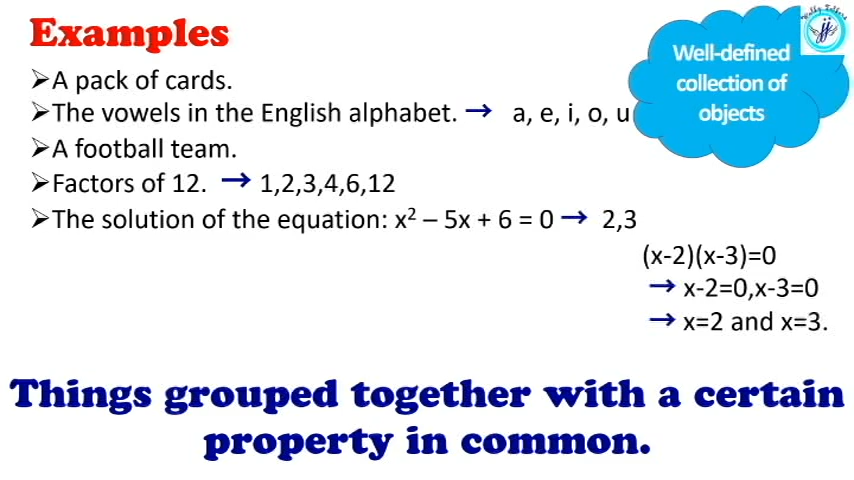 Examples
➢A pack of cards.
➢The vowels in the English alphabet. → a, e, i, o, u
➢A football team.
➢Factors of 12. → 1,2,3,4,6,12
➢The solution of the equation: x² – 5x + 6 = 0 → 2,3
(x-2)(x-3)=0
→ x-2=0,x-3=0
→ x=2 and x=3.
Well-defined
collection of
objects
Things grouped together with a certain
property in common.